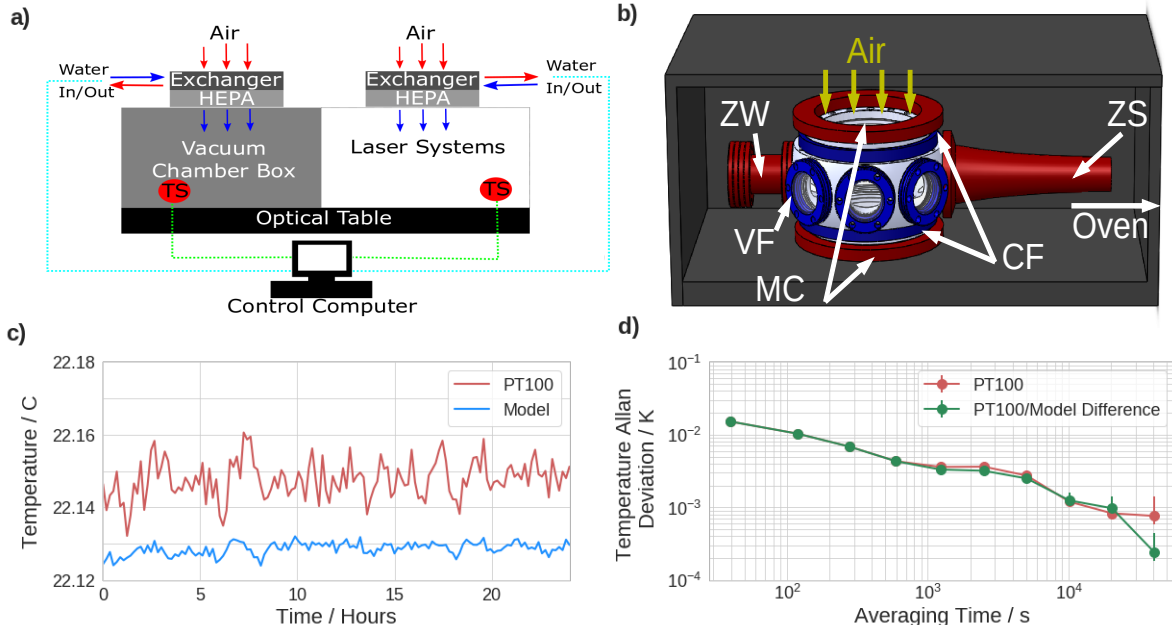 a)
Air
Air
Water
In/Out
Exchanger
HEPA
Exchanger
HEPA
Water
In/Out
Vacuum
Chamber Box
Laser Systems
TS
TS
Optical Table
Control Computer
b)
Air
ZW
ZS
VF
MC
CF
Oven
c)
22.18
22.16
22.14
22.12
Temperature / C
PT100
Model
0
5
10
15
20
Time / Hours
d)
10⁻¹
10⁻²
10⁻³
10⁻⁴
Temperature Allan
Deviation / K
PT100
PT100/Model Difference
10²
10³
10⁴
Averaging Time / s